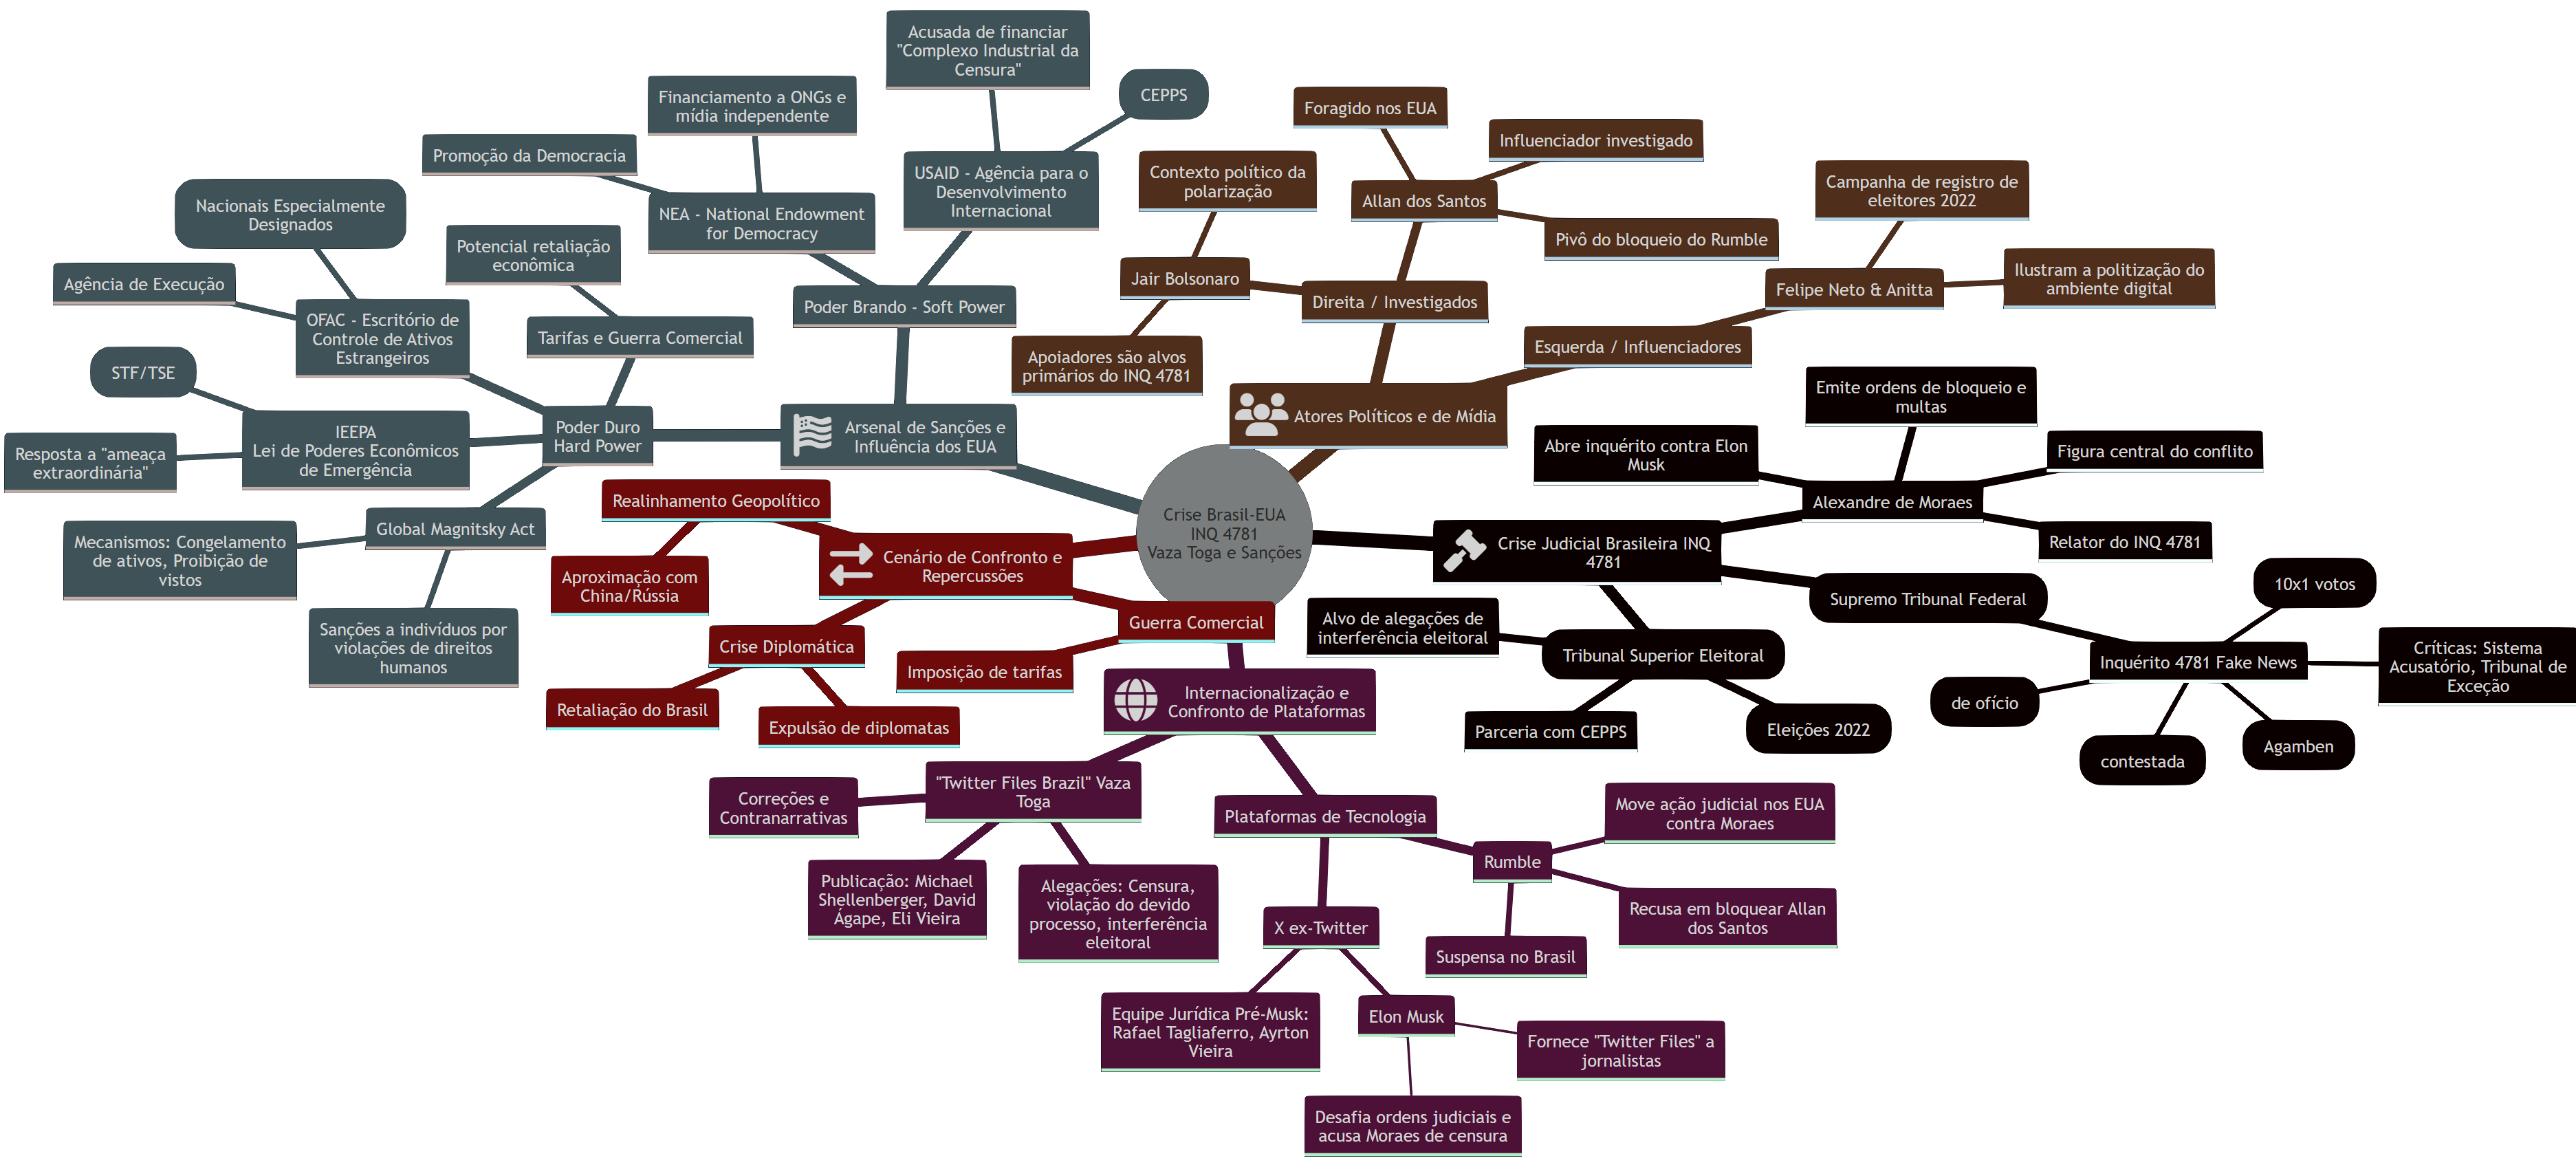 Acusada de financiar
"Complexo Industrial da
Censura"
CEPPS
Financiamento a ONGs e
mídia independente
Promoção da Democracia
USAID - Agência para o
Desenvolvimento
Internacional
NEA - National Endowment
for Democracy
Nacionais Especialmente
Designados
Potencial retaliação
econômica
Agência de Execução
OFAC - Escritório de
Controle de Ativos
Estrangeiros
Tarifas e Guerra Comercial
Poder Brando - Soft Power
STF/TSE
IEEPA
Lei de Poderes Econômicos
de Emergência
Resposta a "ameaça
extraordinária"
Poder Duro
Hard Power
Arsenal de Sanções e
Influência dos EUA
Global Magnitsky Act
Mecanismos: Congelamento
de ativos, Proibição de
vistos
Sanções a indivíduos por
violações de direitos
humanos
Foragido nos EUA
Influenciador investigado
Contexto político da
polarização
Allan dos Santos
Pivô do bloqueio do Rumble
Jair Bolsonaro
Direita / Investigados
Apoiadores são alvos
primários do INQ 4781
Campanha de registro de
eleitores 2022
Felipe Neto & Anitta
Ilustram a politização do
ambiente digital
Esquerda / Influenciadores
Atores Políticos e de Mídia
Crise Brasil-EUA
INQ 4781
Vaza Toga e Sanções
Emite ordens de bloqueio e
multas
Abre inquérito contra Elon
Musk
Figura central do conflito
Alexandre de Moraes
Relator do INQ 4781
Crise Judicial Brasileira INQ
4781
Supremo Tribunal Federal
10x1 votos
Inquérito 4781 Fake News
Críticas: Sistema
Acusatório, Tribunal de
Exceção
de ofício
contestada
Agamben
Alvo de alegações de
interferência eleitoral
Tribunal Superior Eleitoral
Parceria com CEPPS
Eleições 2022
Realinhamento Geopolítico
Aproximação com
China/Rússia
Cenário de Confronto e
Repercussões
Guerra Comercial
Crise Diplomática
Imposição de tarifas
Retaliação do Brasil
Expulsão de diplomatas
Internacionalização e
Confronto de Plataformas
"Twitter Files Brazil" Vaza
Toga
Correções e
Contranarrativas
Publicação: Michael
Shellenberger, David
Ágape, Eli Vieira
Alegações: Censura,
violação do devido
processo, interferência
eleitoral
Plataformas de Tecnologia
Move ação judicial nos EUA
contra Moraes
Rumble
Recusa em bloquear Allan
dos Santos
Suspensa no Brasil
X ex-Twitter
Equipe Jurídica Pré-Musk:
Rafael Tagliaferro, Ayrton
Vieira
Elon Musk
Fornece "Twitter Files" a
jornalistas
Desafia ordens judiciais e
acusa Moraes de censura